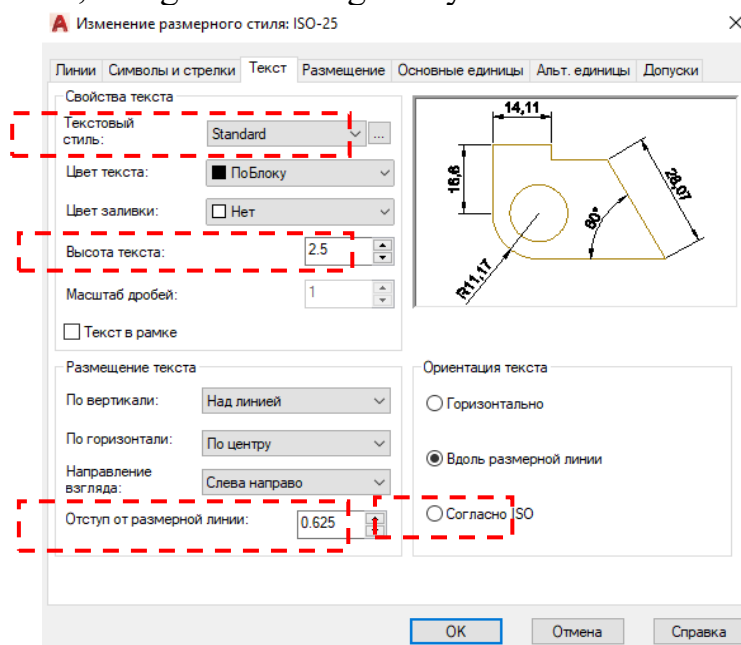 Изменение размерного стиля: ISO-25
Линии Символы и стрелки Текст Размещение Основные единицы Альт. единицы Допуски
Свойства текста
Текстовый стиль: Standard ...
Цвет текста: ПоБлоку
Цвет заливки: Нет
Высота текста: 2.5
Масштаб дробей: 1
Текст в рамке
14,11
16,6
28,07
60°
R11,17
Размещение текста
По вертикали: Над линией
По горизонтали: По центру
Направление взгляда: Слева направо
Отступ от размерной линии: 0.625
Ориентация текста
Горизонтально
Вдоль размерной линии
Согласно ISO
OK Отмена Справка